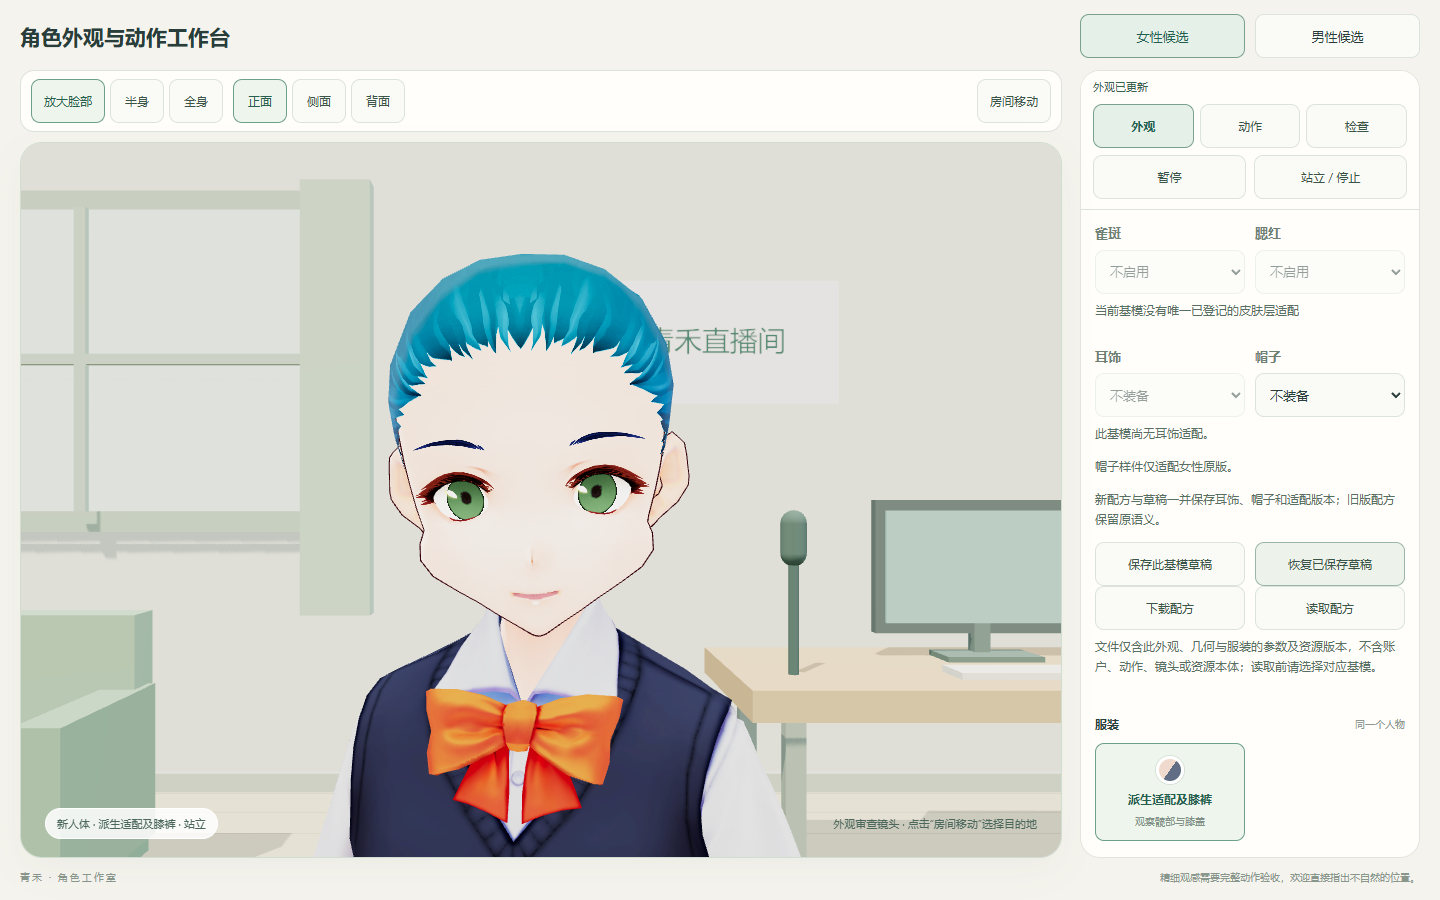 角色外观与动作工作台
女性候选
男性候选
放大脸部
半身
全身
正面
侧面
背面
房间移动
外观已更新
外观
动作
检查
暂停
站立 / 停止
雀斑
腮红
不启用
不启用
当前基模没有唯一已登记的皮肤层适配
耳饰
帽子
不装备
不装备
此基模尚无耳饰适配。
帽子样件仅适配女性原版。
新配方与草稿一并保存耳饰、帽子和适配版本；旧版配方
保留原语义。
保存此基模草稿
恢复已保存草稿
下载配方
读取配方
文件仅含此外观、几何与服装的参数及资源版本，不含账
户、动作、镜头或资源本体；读取前请选择对应基模。
服装
同一个人物
派生适配及膝裤
观察髋部与膝盖
青禾直播间
新人体 · 派生适配及膝裤 · 站立
外观审查镜头 · 点击“房间移动”选择目的地
青禾 · 角色工作室
精细观感需要完整动作验收，欢迎直接指出不自然的位置。